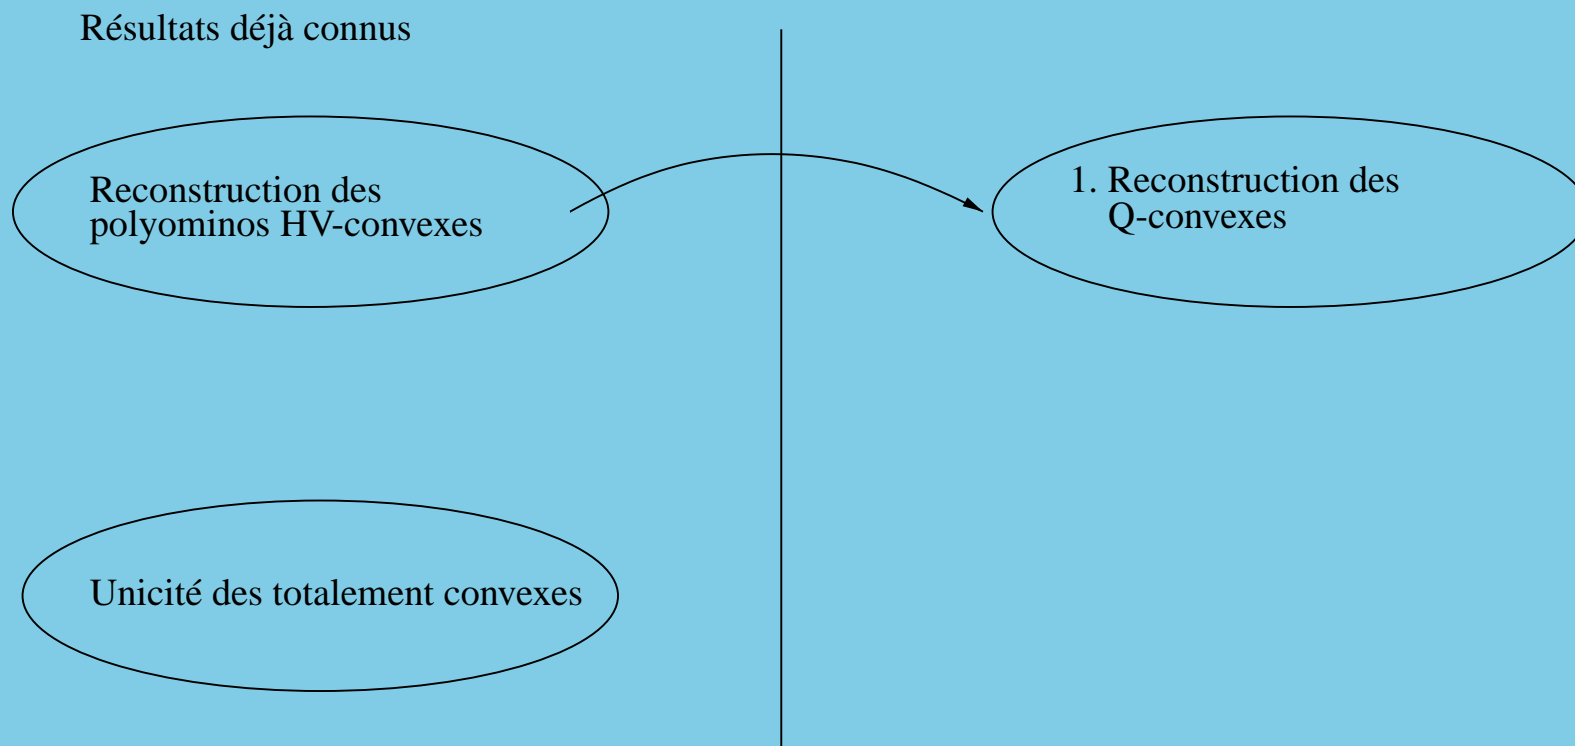 Résultats déjà connus
Reconstruction des
polyominos HV-convexes
1. Reconstruction des
Q-convexes
Unicité des totalement convexes